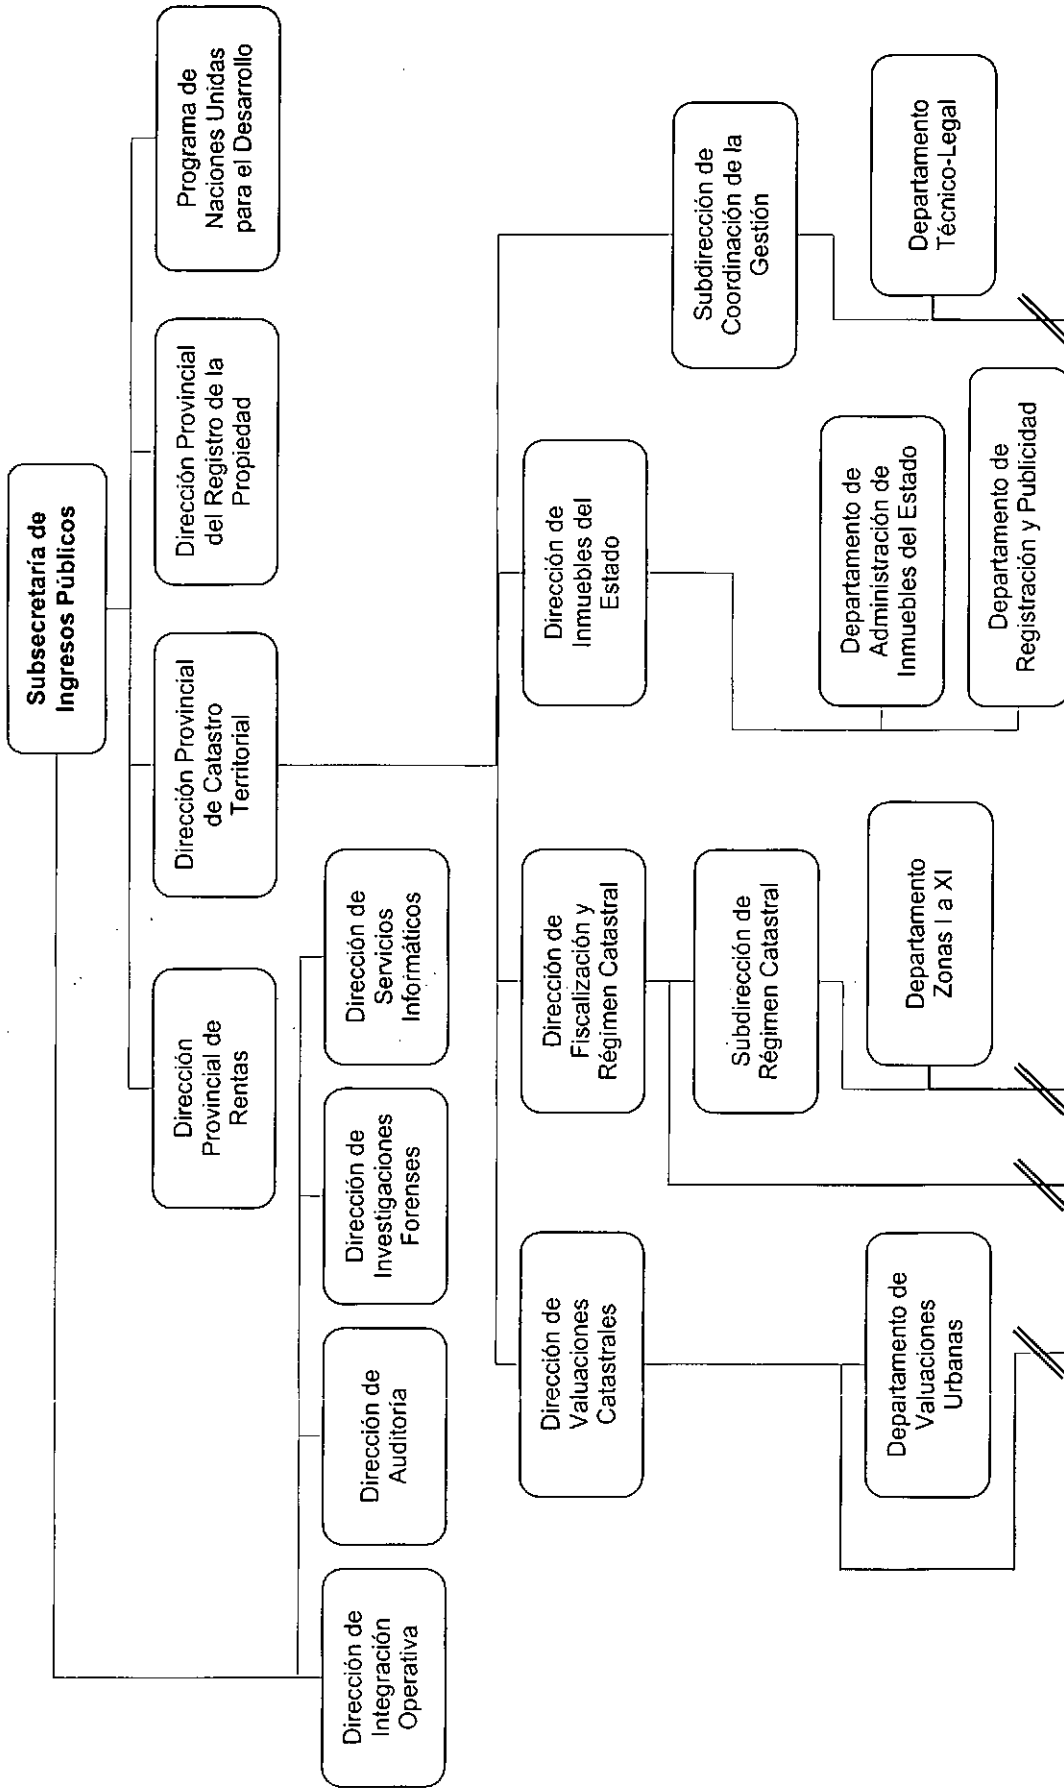 Subsecretaría de
Ingresos Públicos
Dirección
Provincial de
Rentas
Dirección Provincial
de Catastro
Territorial
Dirección Provincial
del Registro de la
Propiedad
Programa de
Naciones Unidas
para el Desarrollo
Dirección de
Integración
Operativa
Dirección de
Auditoría
Dirección de
Investigaciones
Forenses
Dirección de
Servicios
Informáticos
Dirección de
Valuaciones
Catastrales
Dirección de
Fiscalización y
Régimen Catastral
Dirección de
Inmuebles del
Estado
Subdirección de
Régimen Catastral
Subdirección de
Coordinación de la
Gestión
Departamento de
Valuaciones
Urbanas
Departamento
Zonas I a XI
Departamento de
Administración de
Inmuebles del Estado
Departamento
Técnico-Legal
Departamento de
Registración y Publicidad